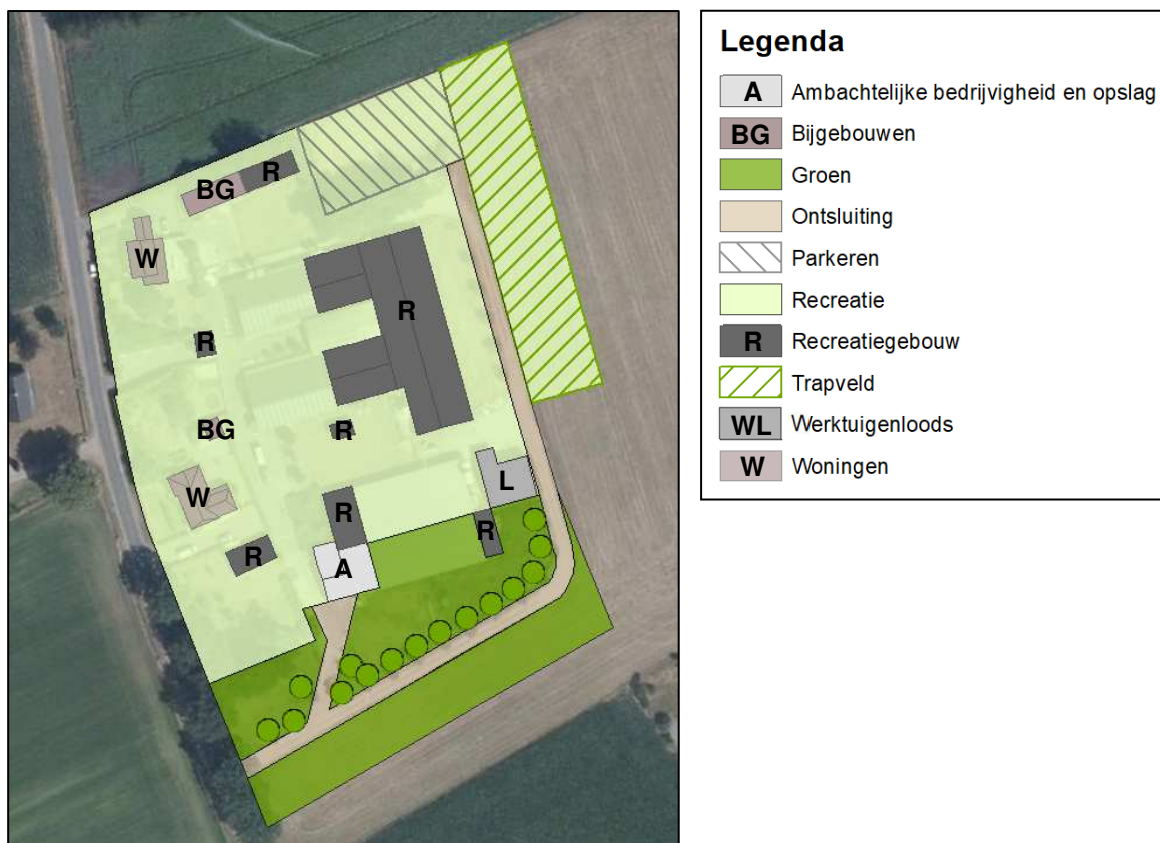 R
BG
W
R
R
BG
R
W
L
R
R
R
A
Legenda
A Ambachtelijke bedrijvigheid en opslag
BG Bijgebouwen
Groen
Ontsluiting
Parkeren
Recreatie
R Recreatiegebouw
Trapveld
WL Werktuigenloods
W Woningen